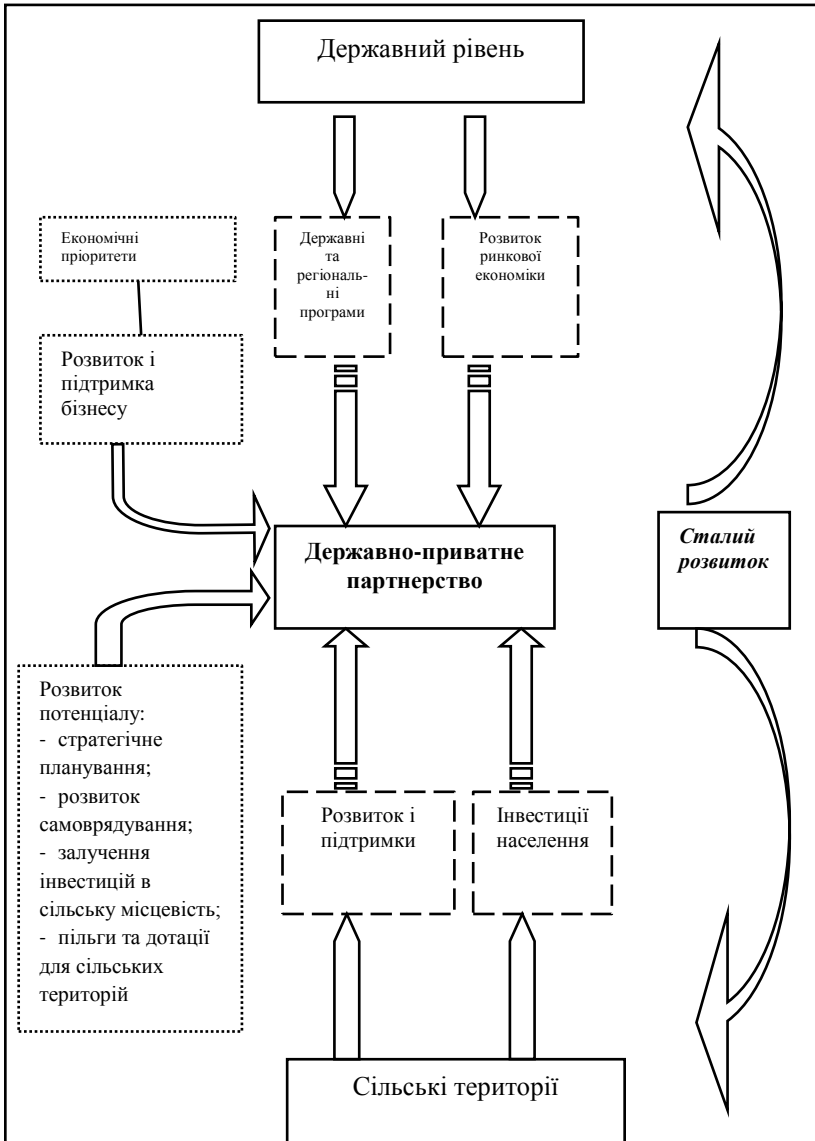 Державний рівень
Економічні
пріоритети
Державні
та
регіональ-
ні
програми
Розвиток
ринкової
економіки
Розвиток і
підтримка
бізнесу
Державно-приватне
партнерство
Сталий
розвиток
Розвиток
потенціалу:
- стратегічне
планування;
- розвиток
самоврядування;
- залучення
інвестицій в
сільську місцевість;
- пільги та дотації
для сільських
територій
Розвиток і
підтримки
Інвестиції
населення
Сільські території